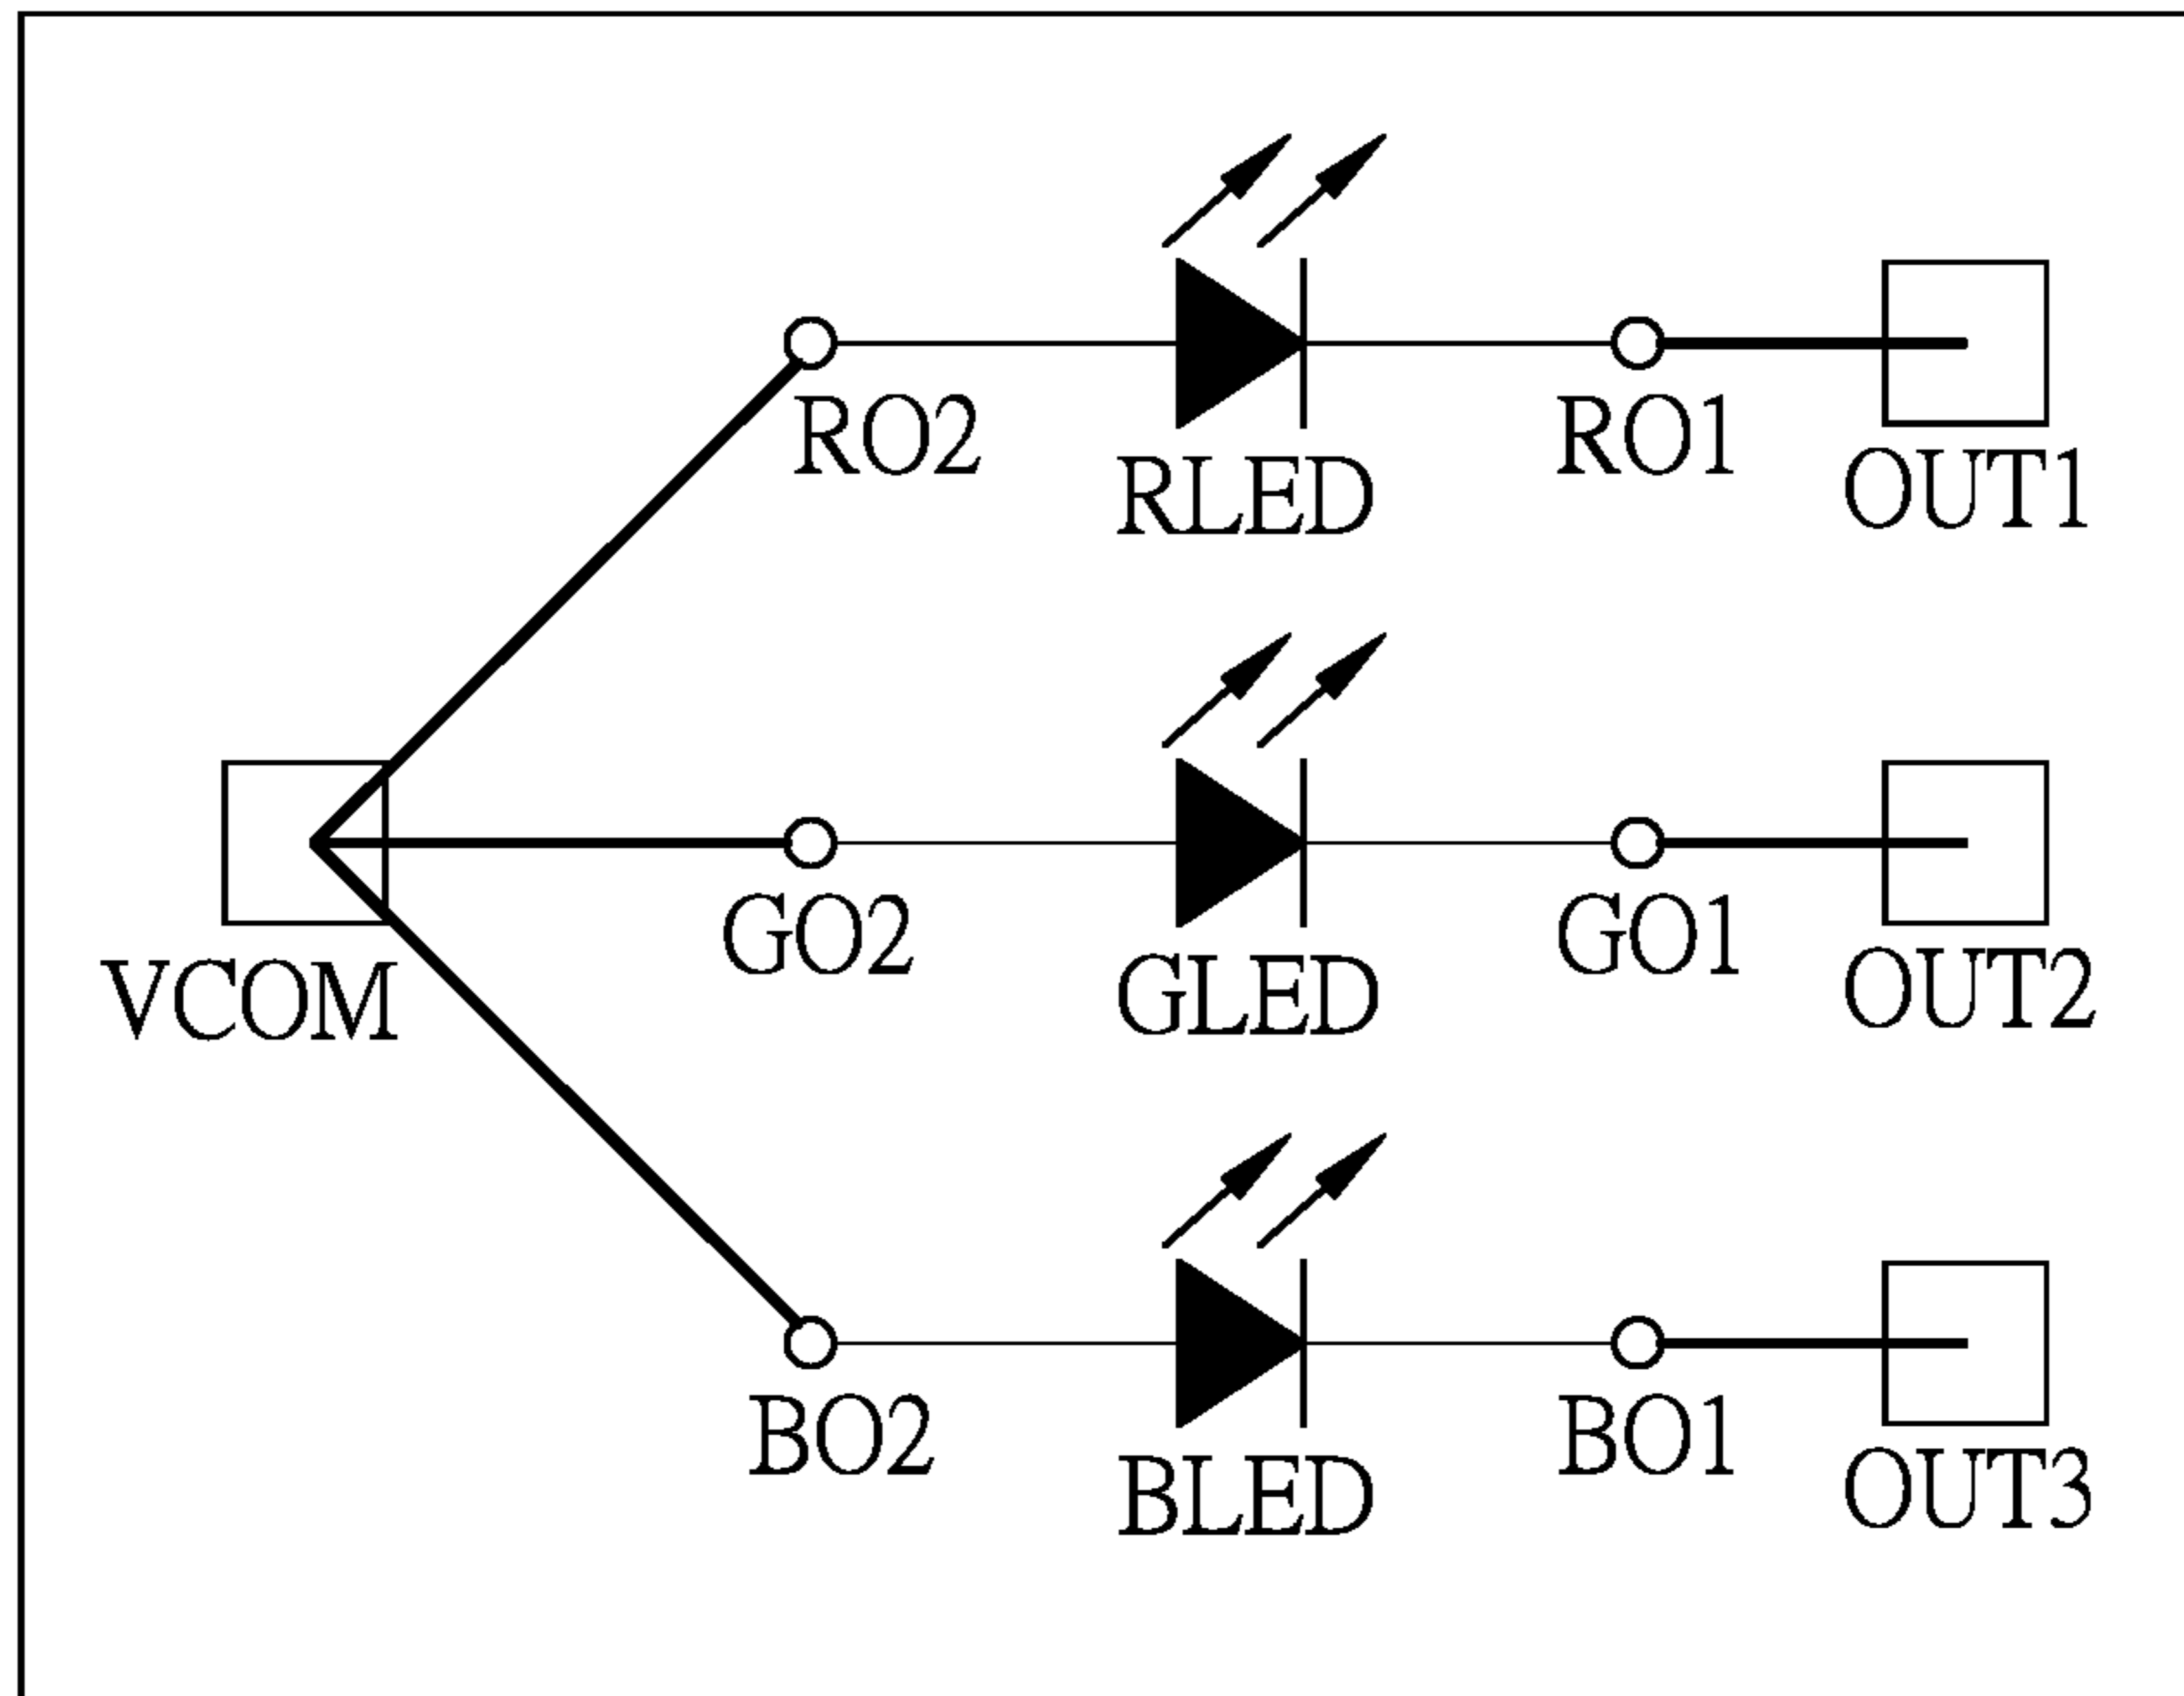 RO2
RLED
RO1
OUT1
VCOM
GO2
GLED
GO1
OUT2
BO2
BLED
BO1
OUT3